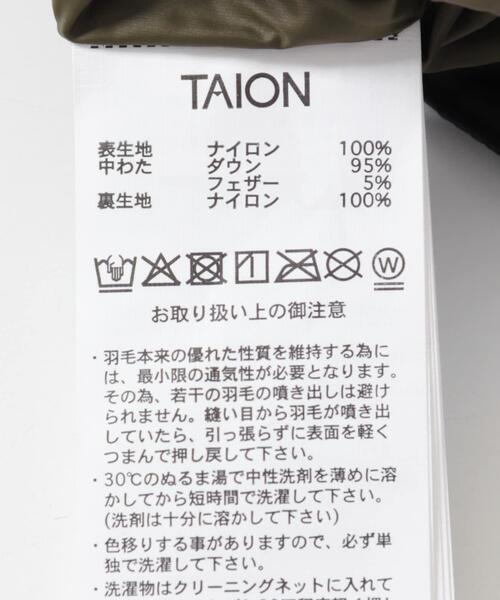 TAION
表生地 ナイロン 100%
中わた ダウン 95%
フェザー 5%
裏生地 ナイロン 100%
W
お取り扱い上の御注意
・羽毛本来の優れた性質を維持する為に
は、最小限の通気性が必要となります。
その為、若干の羽毛の噴き出しは避け
られません。縫い目から羽毛が噴き出
していたら、引っ張らずに表面を軽く
つまんで押し戻して下さい。
・30℃のぬるま湯で中性洗剤を薄めに溶
かしてから短時間で洗濯して下さい。
(洗剤は十分に溶かして下さい)
・色移りする事がありますので、必ず単
独で洗濯して下さい。
・洗濯物はクリーニングネットに入れて